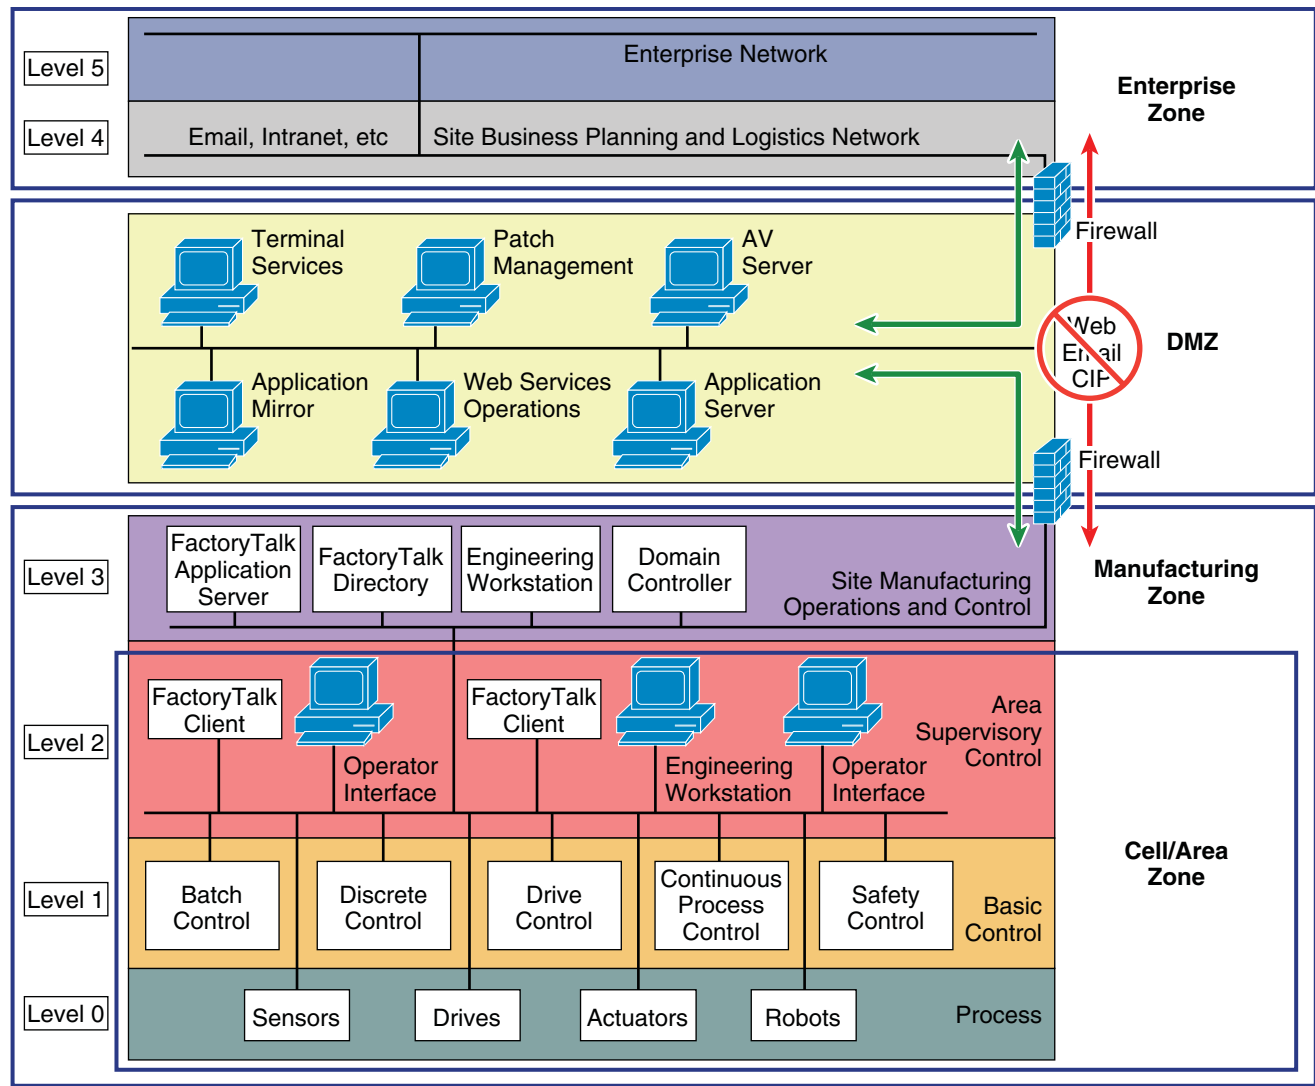 Level 5
Enterprise Network
Enterprise
Zone
Level 4
Email, Intranet, etc
Site Business Planning and Logistics Network
Firewall
Terminal
Services
Patch
Management
AV
Server
Web
Email
CIP
DMZ
Application
Mirror
Web Services
Operations
Application
Server
Firewall
Level 3
FactoryTalk
Application
Server
FactoryTalk
Directory
Engineering
Workstation
Domain
Controller
Site Manufacturing
Operations and Control
Manufacturing
Zone
Level 2
FactoryTalk
Client
Operator
Interface
FactoryTalk
Client
Engineering
Workstation
Operator
Interface
Area
Supervisory
Control
Cell/Area
Zone
Level 1
Batch
Control
Discrete
Control
Drive
Control
Continuous
Process
Control
Safety
Control
Basic
Control
Level 0
Sensors
Drives
Actuators
Robots
Process